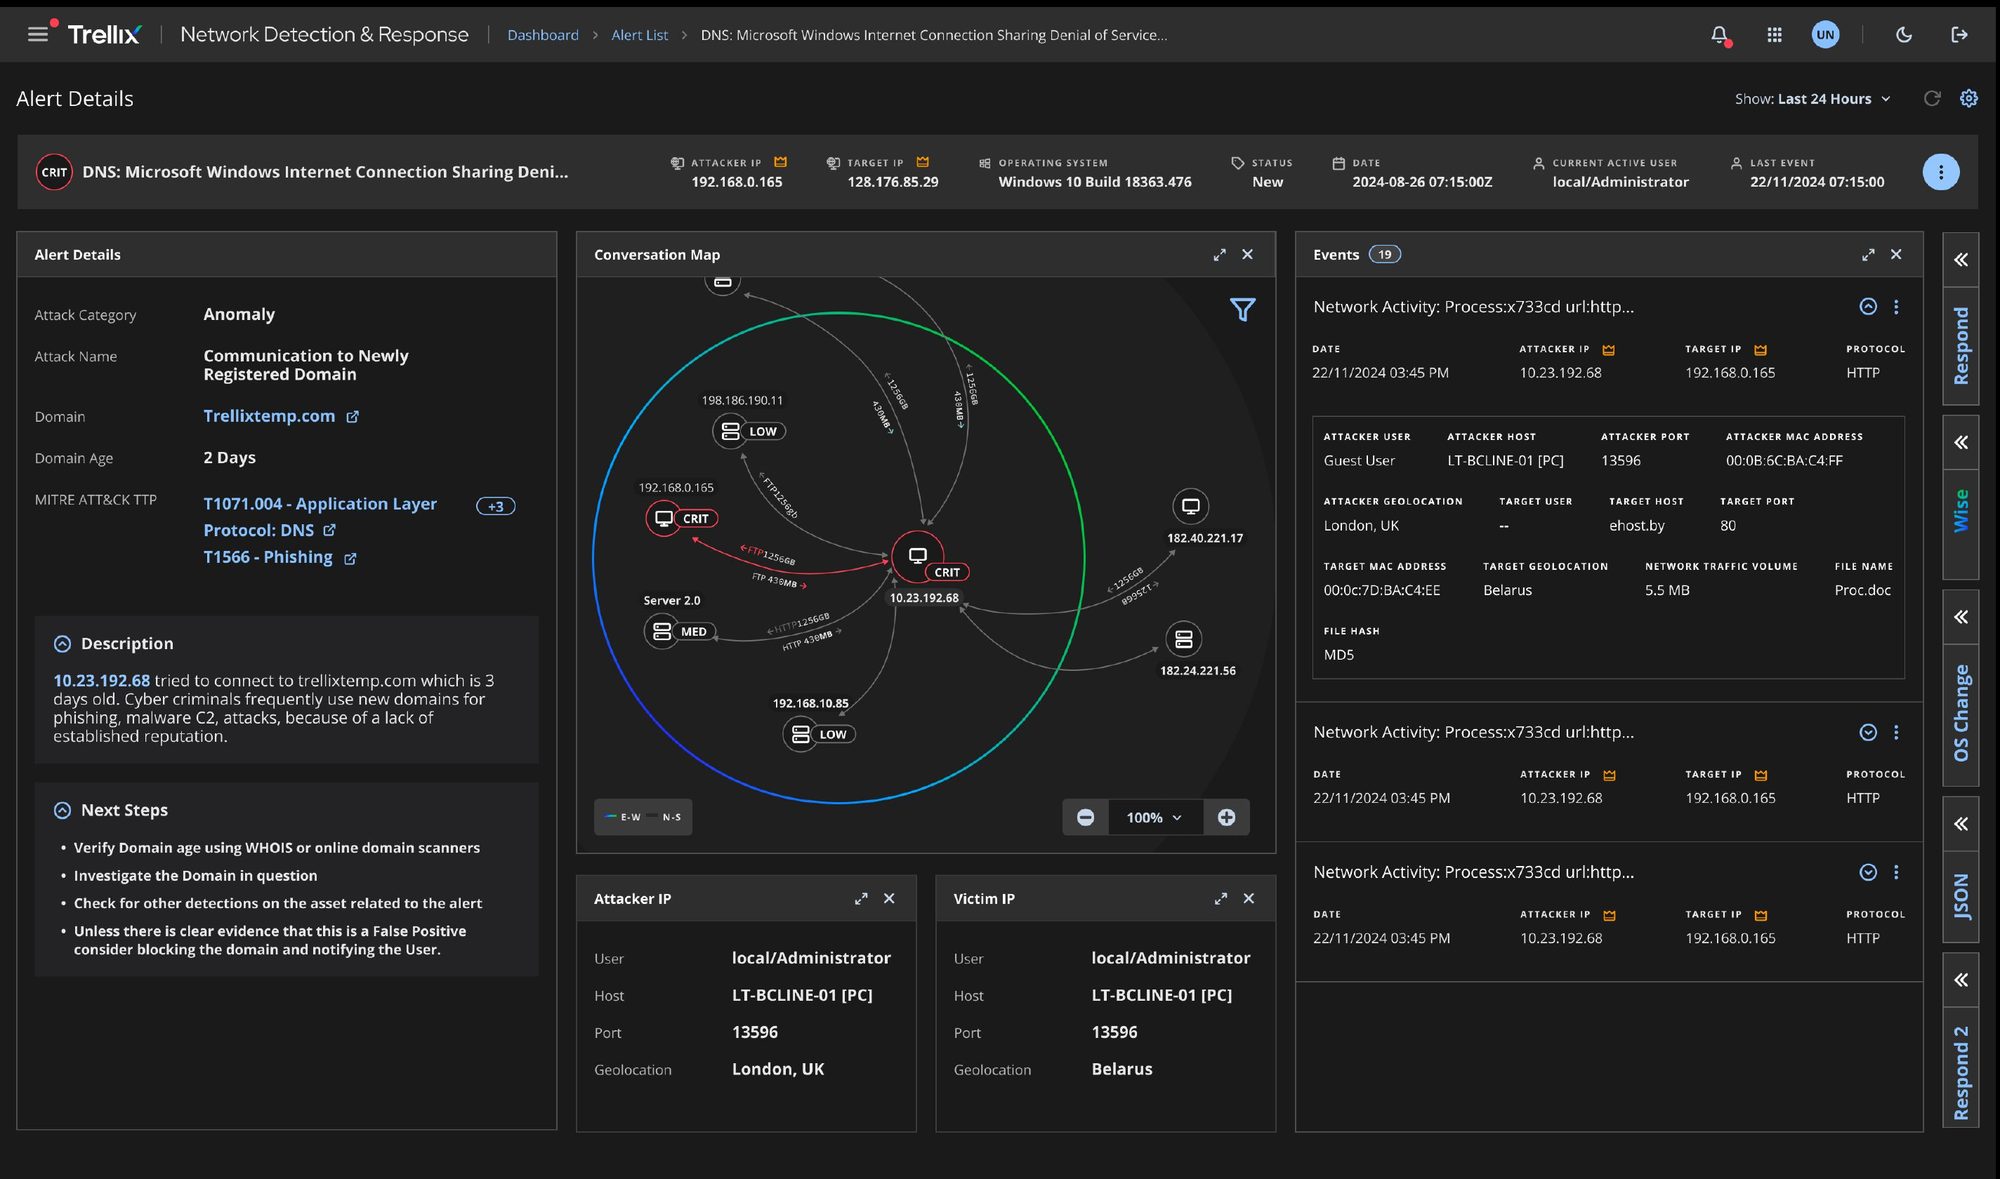 Trellix
Network Detection & Response
Dashboard > Alert List > DNS: Microsoft Windows Internet Connection Sharing Denial of Service...
UN
Alert Details
Show: Last 24 Hours
CRIT
DNS: Microsoft Windows Internet Connection Sharing Deni...
ATTACKER IP
192.168.0.165
TARGET IP
128.176.85.29
OPERATING SYSTEM
Windows 10 Build 18363.476
STATUS
New
DATE
2024-08-26 07:15:00Z
CURRENT ACTIVE USER
local/Administrator
LAST EVENT
22/11/2024 07:15:00
Alert Details
Attack Category
Anomaly
Attack Name
Communication to Newly
Registered Domain
Domain
Trellixtemp.com
Domain Age
2 Days
MITRE ATT&CK TTP
T1071.004 - Application Layer
Protocol: DNS
T1566 - Phishing
+3
Description
10.23.192.68 tried to connect to trellixtemp.com which is 3
days old. Cyber criminals frequently use new domains for
phishing, malware C2, attacks, because of a lack of
established reputation.
Next Steps
• Verify Domain age using WHOIS or online domain scanners
• Investigate the Domain in question
• Check for other detections on the asset related to the alert
• Unless there is clear evidence that this is a False Positive
consider blocking the domain and notifying the User.
Conversation Map
←1256GB
430MB→
←1256GB
430MB→
198.186.190.11
LOW
←FTP1256gb
192.168.0.165
CRIT
←FTP1256GB
FTP 430MB→
CRIT
10.23.192.68
Server 2.0
MED
←HTTP1256GB
HTTP 430MB→
192.168.10.85
LOW
182.40.221.17
←1256GB
1256GB→
182.24.221.56
E-W
N-S
100%
Attacker IP
User
local/Administrator
Host
LT-BCLINE-01 [PC]
Port
13596
Geolocation
London, UK
Victim IP
User
local/Administrator
Host
LT-BCLINE-01 [PC]
Port
13596
Geolocation
Belarus
Events 19
Network Activity: Process:x733cd url:http...
DATE ATTACKER IP TARGET IP PROTOCOL
22/11/2024 03:45 PM 10.23.192.68 192.168.0.165 HTTP
ATTACKER USER ATTACKER HOST ATTACKER PORT ATTACKER MAC ADDRESS
Guest User LT-BCLINE-01 [PC] 13596 00:0B:6C:BA:C4:FF
ATTACKER GEOLOCATION TARGET USER TARGET HOST TARGET PORT
London, UK -- ehost.by 80
TARGET MAC ADDRESS TARGET GEOLOCATION NETWORK TRAFFIC VOLUME FILE NAME
00:0c:7D:BA:C4:EE Belarus 5.5 MB Proc.doc
FILE HASH
MD5
Network Activity: Process:x733cd url:http...
DATE ATTACKER IP TARGET IP PROTOCOL
22/11/2024 03:45 PM 10.23.192.68 192.168.0.165 HTTP
Network Activity: Process:x733cd url:http...
DATE ATTACKER IP TARGET IP PROTOCOL
22/11/2024 03:45 PM 10.23.192.68 192.168.0.165 HTTP
Respond
Wise
OS Change
JSON
Respond 2